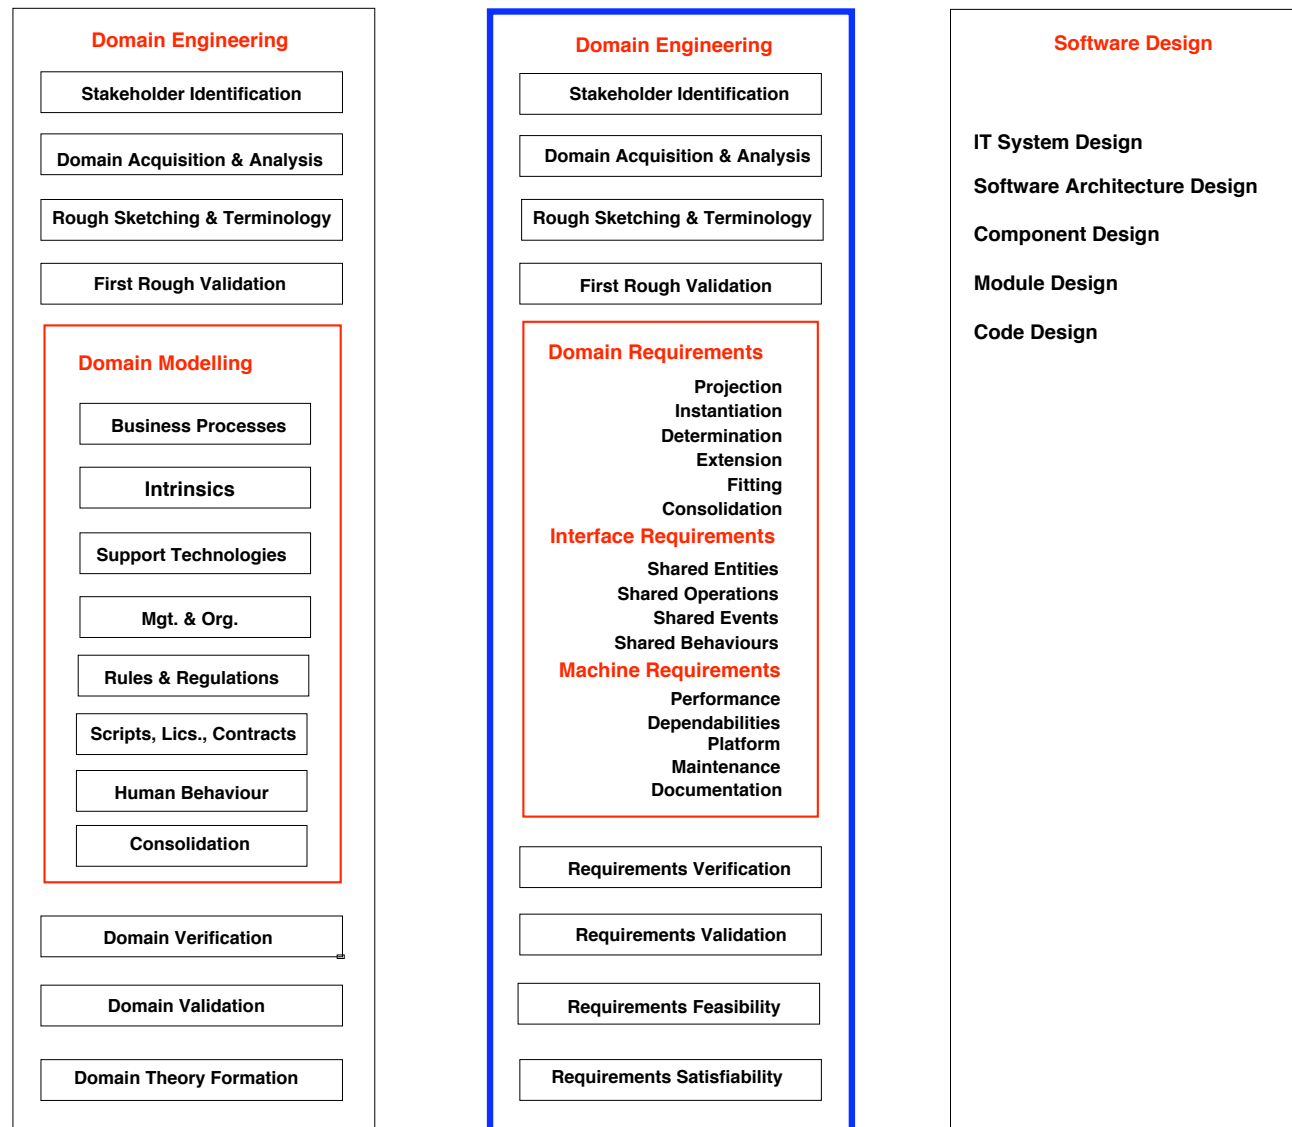 Domain Engineering
Stakeholder Identification
Domain Acquisition & Analysis
Rough Sketching & Terminology
First Rough Validation
Domain Modelling
Business Processes
Intrinsics
Support Technologies
Mgt. & Org.
Rules & Regulations
Scripts, Lics., Contracts
Human Behaviour
Consolidation
Domain Verification
Domain Validation
Domain Theory Formation
Domain Engineering
Stakeholder Identification
Domain Acquisition & Analysis
Rough Sketching & Terminology
First Rough Validation
Domain Requirements
Projection
Instantiation
Determination
Extension
Fitting
Consolidation
Interface Requirements
Shared Entities
Shared Operations
Shared Events
Shared Behaviours
Machine Requirements
Performance
Dependabilities
Platform
Maintenance
Documentation
Requirements Verification
Requirements Validation
Requirements Feasibility
Requirements Satisfiability
Software Design
IT System Design
Software Architecture Design
Component Design
Module Design
Code Design